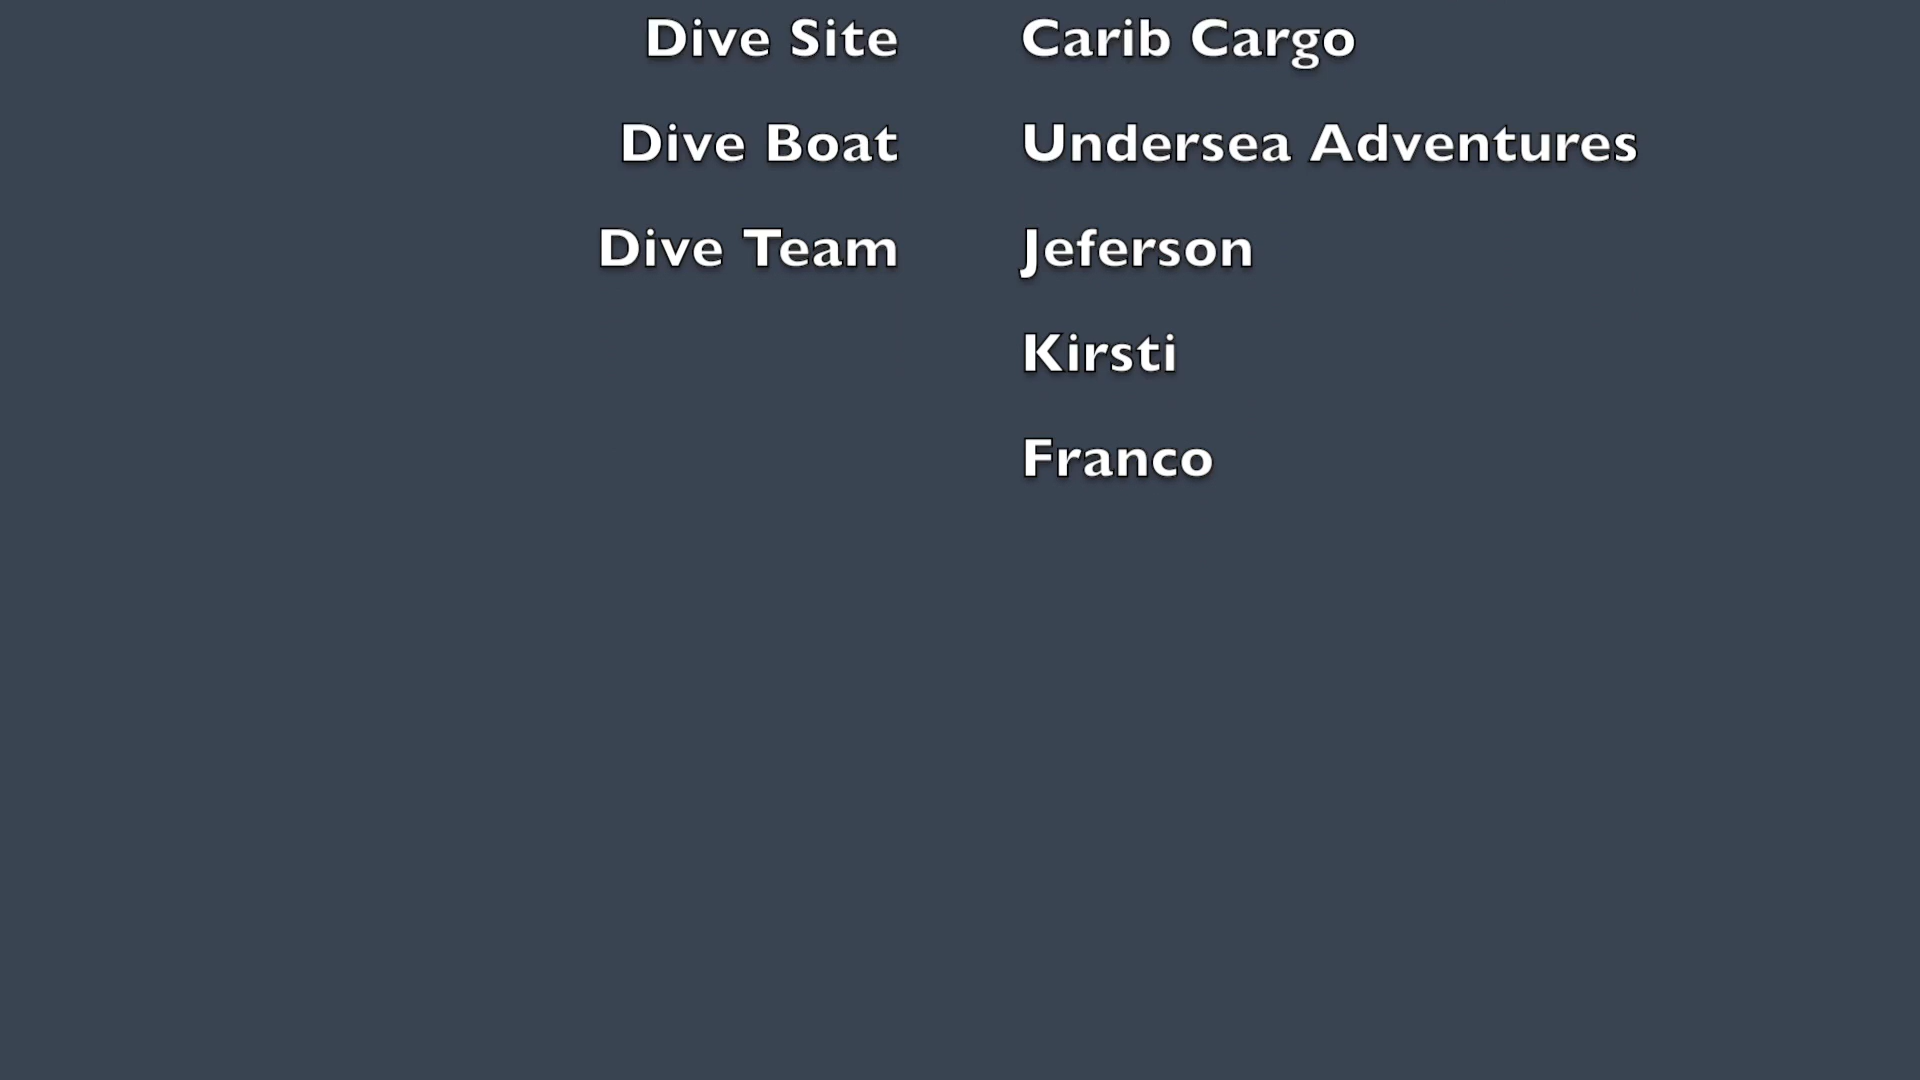 Dive Site Carib Cargo
Dive Boat Undersea Adventures
Dive Team Jeferson
Kirsti
Franco